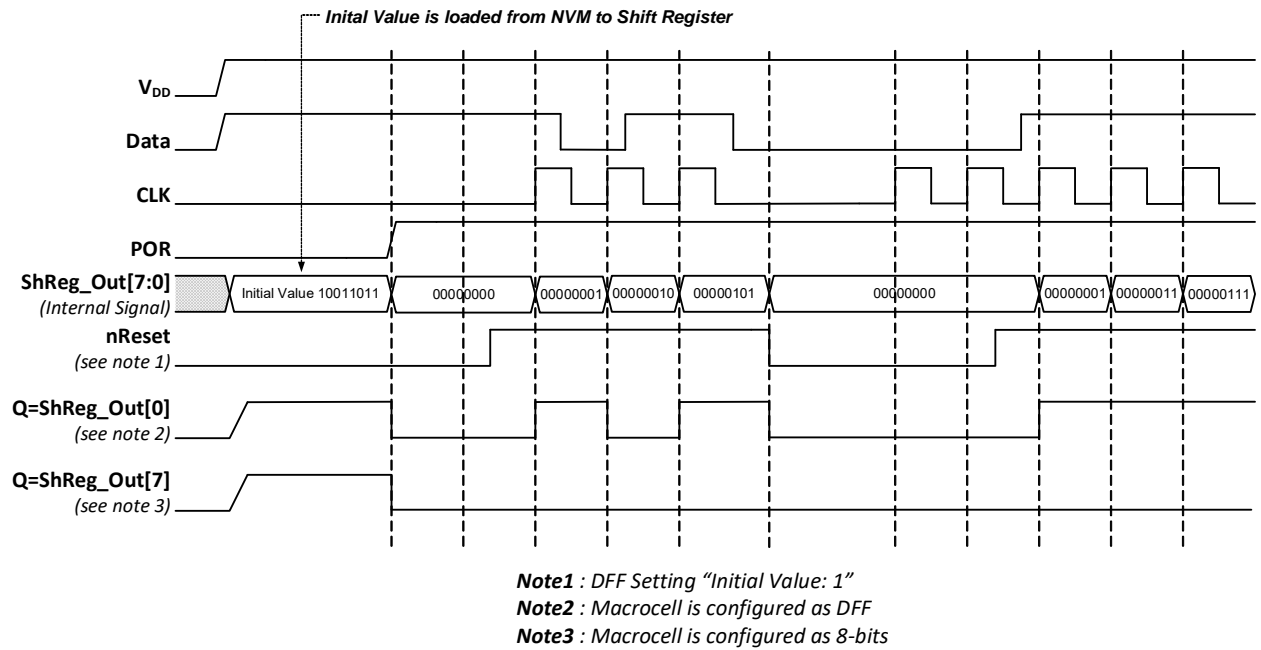 Inital Value is loaded from NVM to Shift Register
VDD
Data
CLK
POR
ShReg_Out[7:0]
(Internal Signal)
Initial Value 10011011 00000000 00000001 00000010 00000101 00000000 00000001 00000011 00000111
nReset
(see note 1)
Q=ShReg_Out[0]
(see note 2)
Q=ShReg_Out[7]
(see note 3)
Note1 : DFF Setting “Initial Value: 1”
Note2 : Macrocell is configured as DFF
Note3 : Macrocell is configured as 8-bits